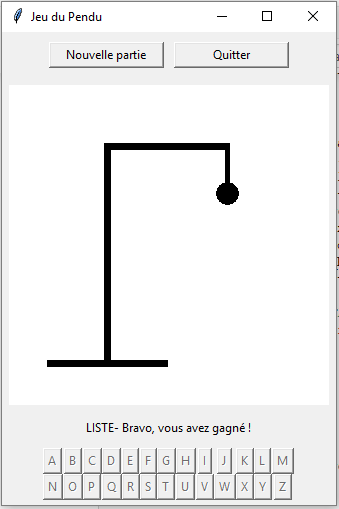 Jeu du Pendu
Nouvelle partie Quitter
LISTE- Bravo, vous avez gagné !
A B C D E F G H I J K L M
N O P Q R S T U V W X Y Z